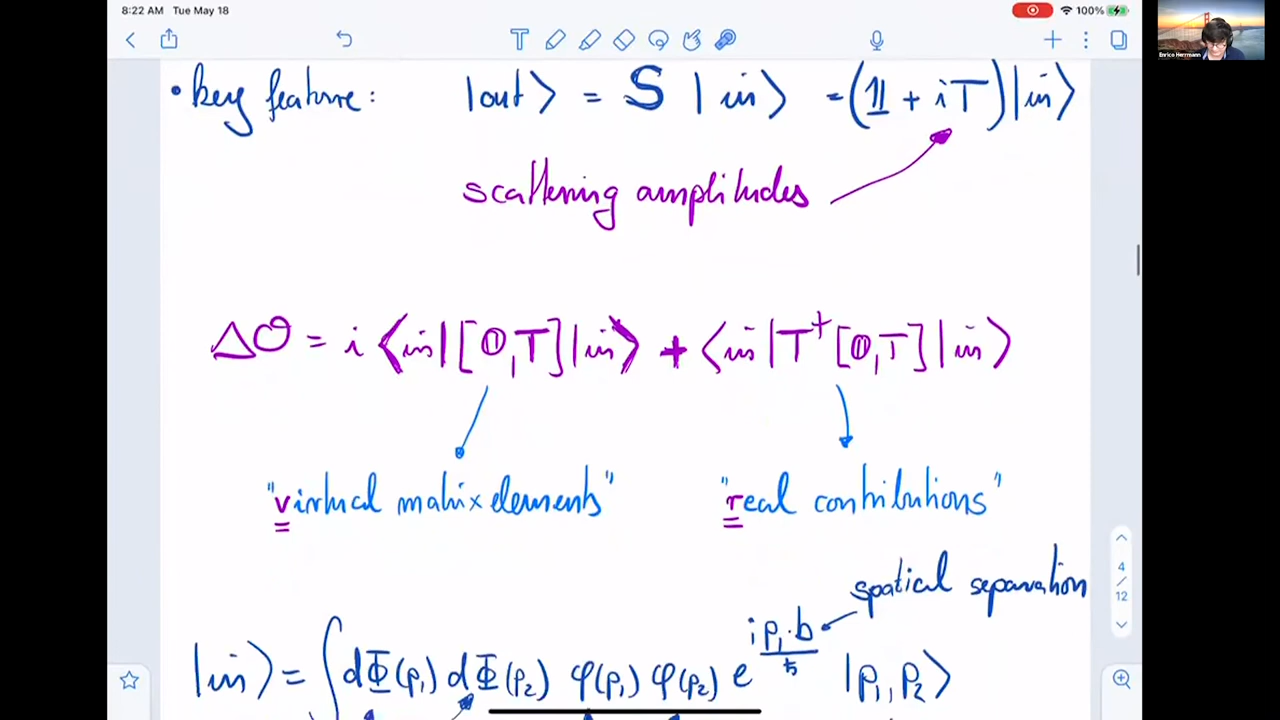 8:22 AM Tue May 18
100%
Enrico Herrmann
• key feature: |out⟩ = S |in⟩ = (𝟙 + iT)|in⟩
scattering amplitudes
Δ𝒪 = i ⟨in|[𝕆,T]|in⟩ + ⟨in|T†[𝕆,T]|in⟩
"virtual matrix elements" "real contributions"
4
/
12
spatial separation
|in⟩ = ∫ dΦ(p₁) dΦ(p₂) φ(p₁) φ(p₂) e^{i p₁·b / ħ} |p₁, p₂⟩